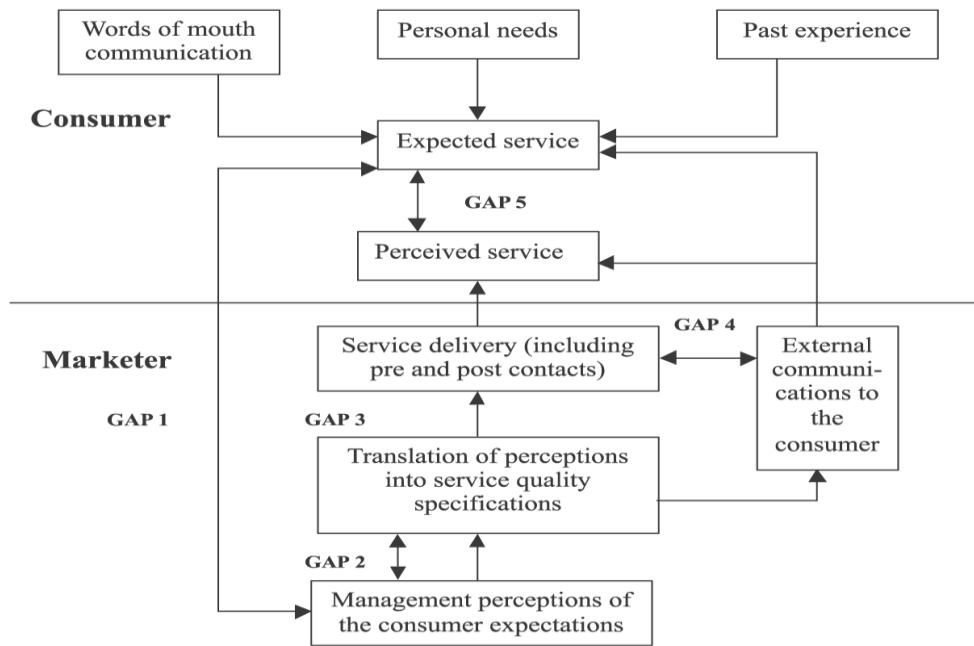 Words of mouth
communication
Personal needs
Past experience
Consumer
Expected service
GAP 5
Perceived service
GAP 4
Marketer
Service delivery (including
pre and post contacts)
External
communi-
cations to
the
consumer
GAP 1
GAP 3
Translation of perceptions
into service quality
specifications
GAP 2
Management perceptions of
the consumer expectations